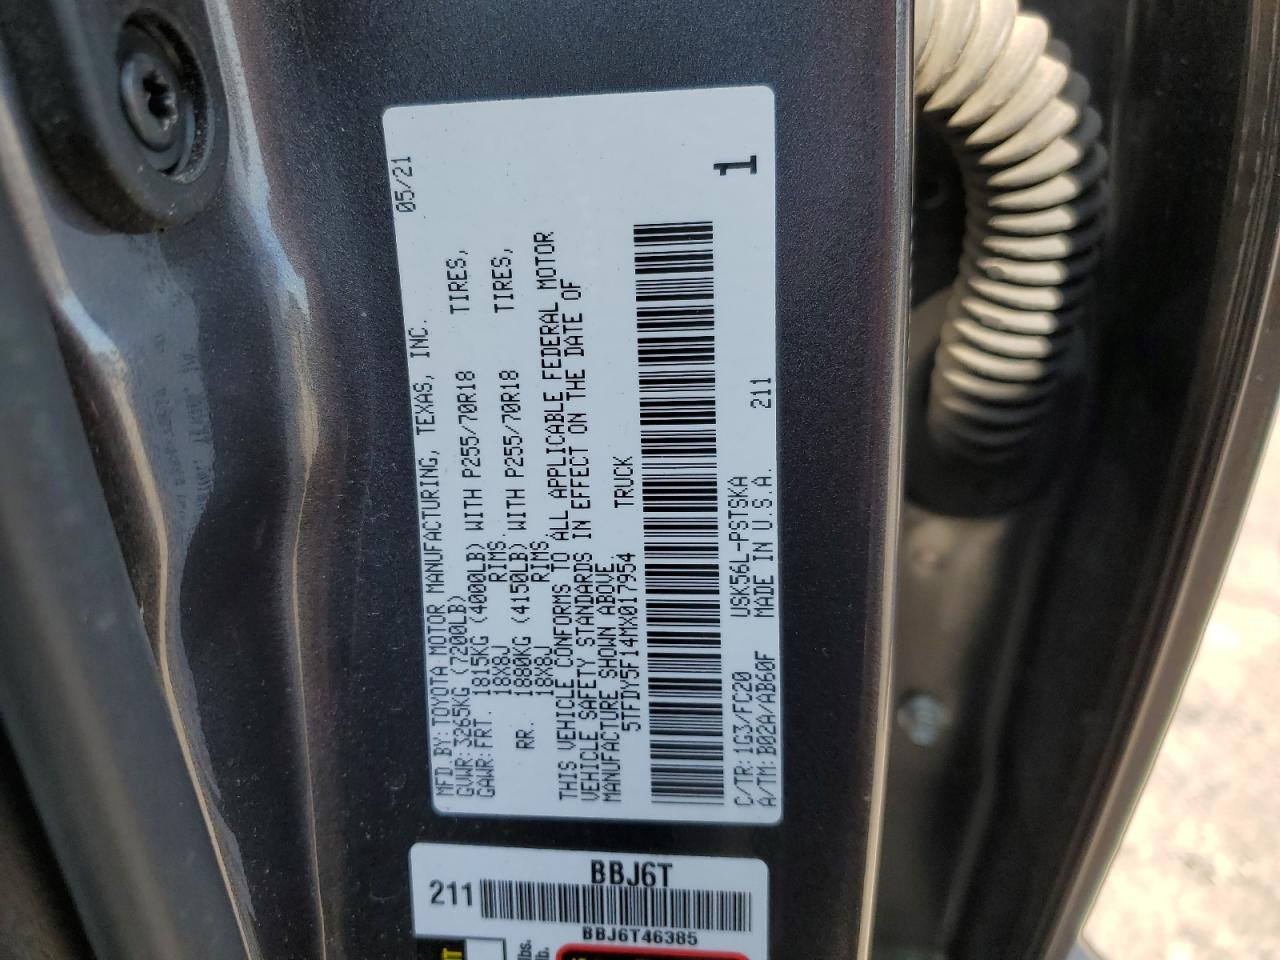 MFD.BY:TOYOTA MOTOR MANUFACTURING, TEXAS, INC. 05/21
GVWR:3265KG(7200LB)
GAWR:FRT. 1815KG(4000LB) WITH P255/70R18 TIRES,
18X8J RIMS
RR. 1880KG(4150LB) WITH P255/70R18 TIRES,
18X8J RIMS.
THIS VEHICLE CONFORMS TO ALL APPLICABLE FEDERAL MOTOR
VEHICLE SAFETY STANDARDS IN EFFECT ON THE DATE OF
MANUFACTURE SHOWN ABOVE.
5TFDY5F14MX017954 TRUCK
1
C/TR:1G3/FC20 USK56L-PSTSKA
A/TM:B02A/AB60F MADE IN U.S.A. 211
BBJ6T
211
BBJ6T46385
lbs.
lb.